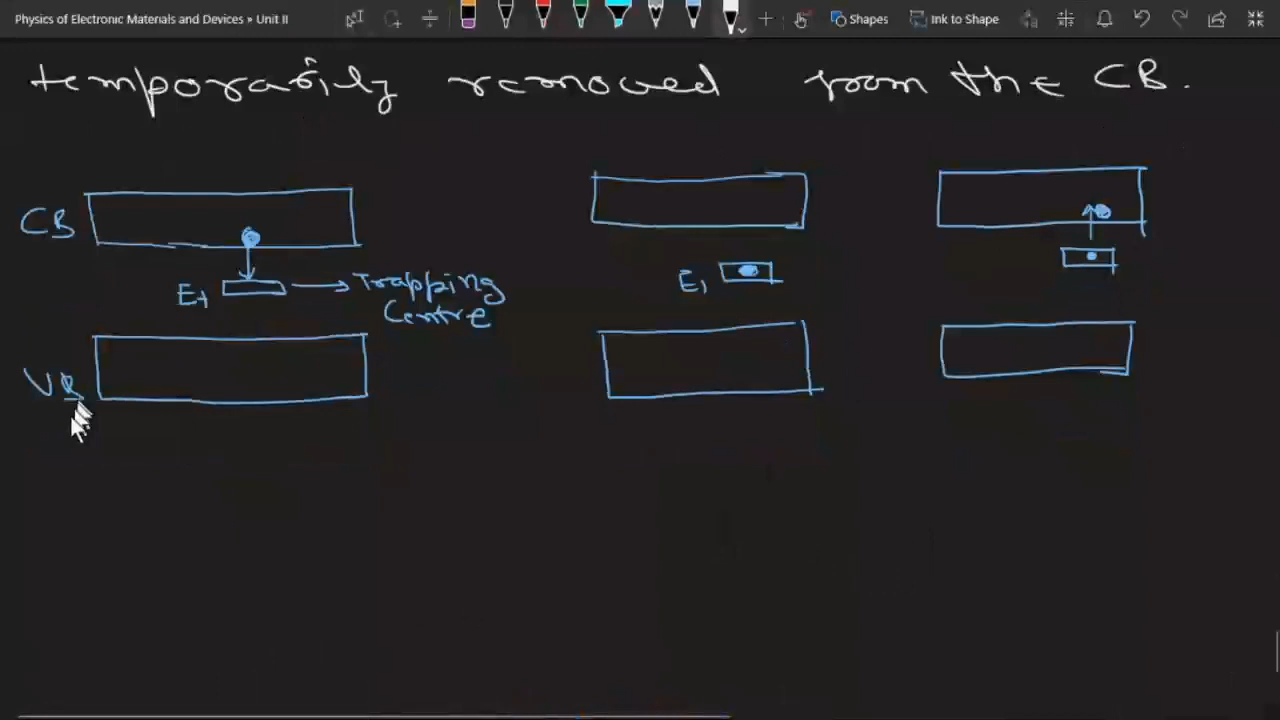 Physics of Electronic Materials and Devices » Unit II
Shapes
Ink to Shape
temporarily removed from the CB.
CB
Et
Trapping
Centre
Et
VB